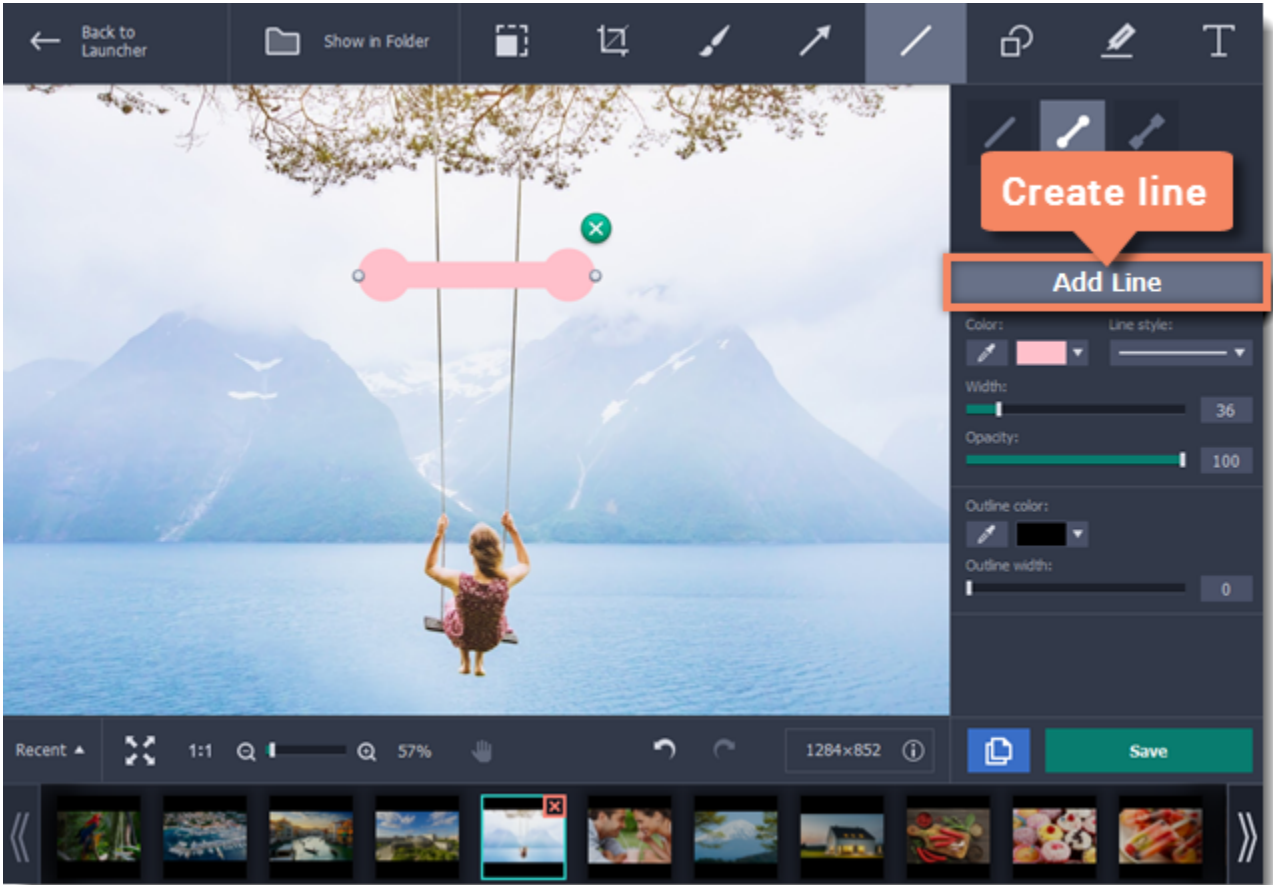 Back to
Launcher
Show in Folder
T
Create line
Add Line
Color:
Line style:
Width:
36
Opacity:
100
Outline color:
Outline width:
0
Recent
1:1
57%
1284×852
Save